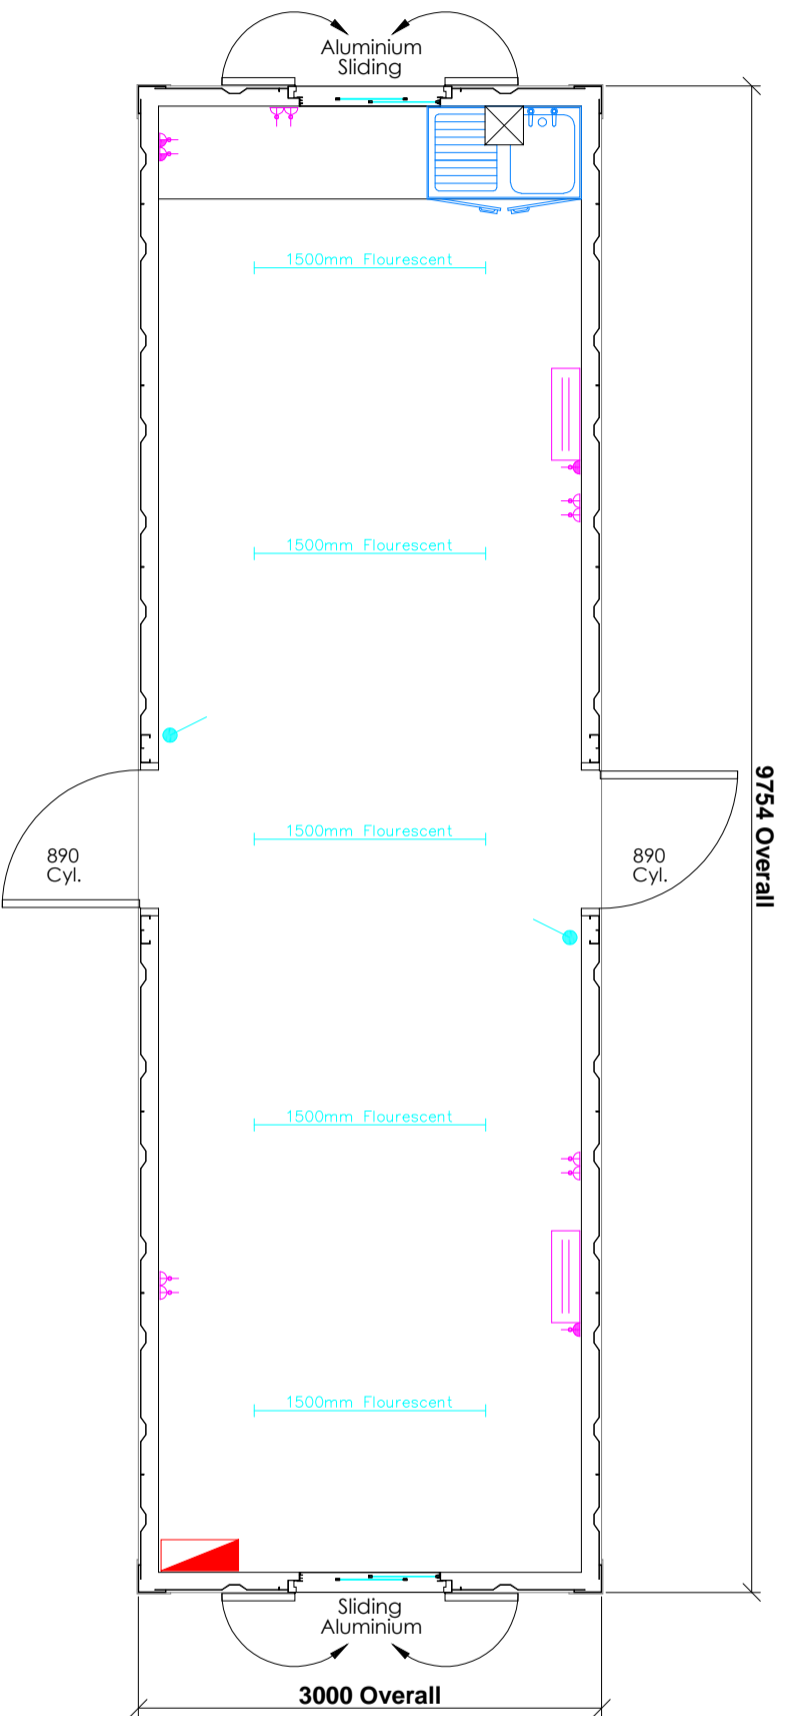 Aluminium
Sliding
1500mm Flourescent
1500mm Flourescent
1500mm Flourescent
890
Cyl.
890
Cyl.
9754 Overall
1500mm Flourescent
1500mm Flourescent
Sliding
Aluminium
3000 Overall